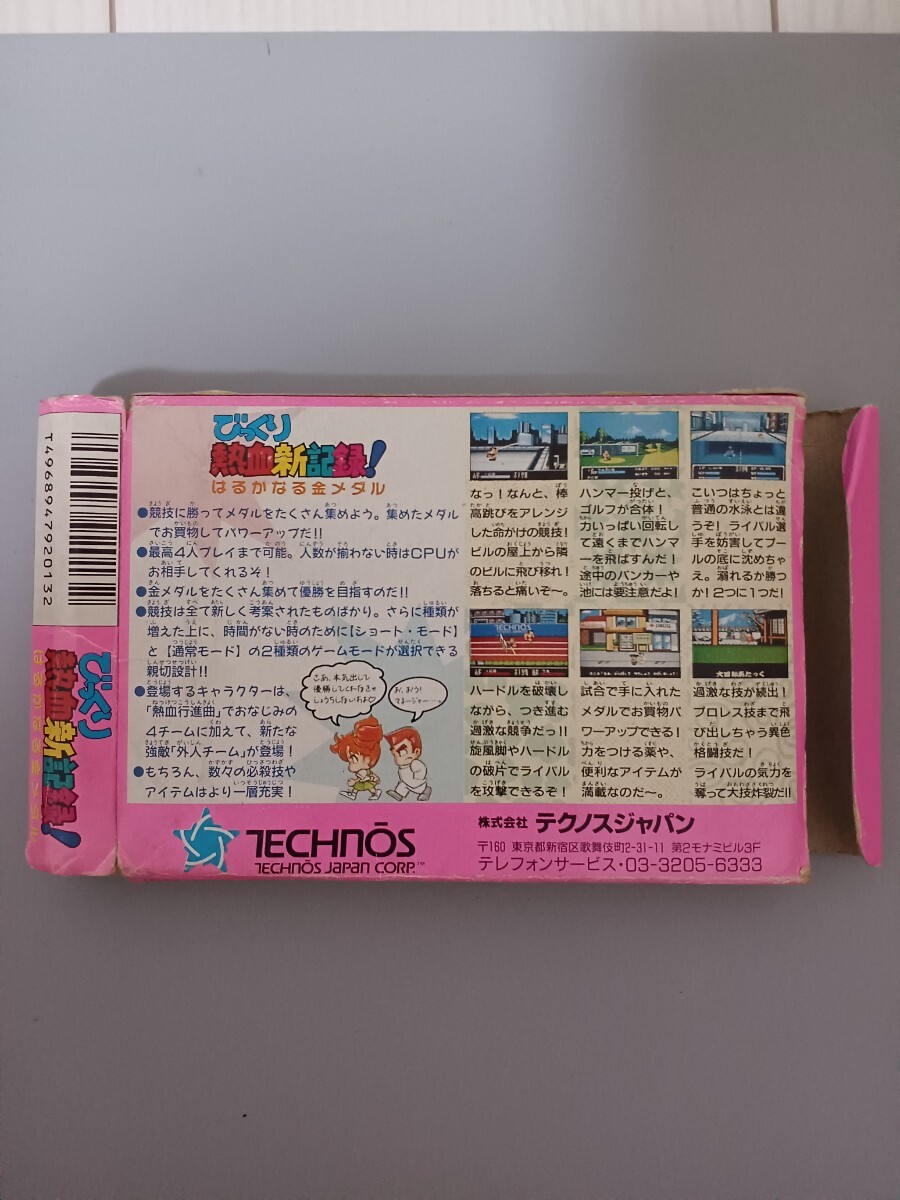 T4968947920132
びっくり
熱血新記録!
はるかなる金メダル
びっくり
熱血新記録!
はるかなる金メダル
●競技に勝ってメダルをたくさん集めよう。集めたメダル
でお買物してパワーアップだ!!
●最高4人プレイまで可能。人数が揃わない時はCPUが
お相手してくれるぞ!
●金メダルをたくさん集めて優勝を目指すのだ!!
●競技は全て新しく考案されたものばかり。さらに種類が
増えた上に、時間がない時のために【ショート・モード】
と【通常モード】の2種類のゲームモードが選択できる
親切設計!!
●登場するキャラクターは、
「熱血行進曲」でおなじみの
4チームに加えて、新たな
強敵「外人チーム」が登場!
●もちろん、数々の必殺技や
アイテムはより一層充実!
こら、本気出して
優勝してくれなきゃ
しょうちしないわよ♡
お、おう!
なっ!なんと、棒
高跳びをアレンジ
した命がけの競技!
ビルの屋上から隣
のビルに飛び移れ!
落ちると痛いぞ〜。
ハンマー投げと、
ゴルフが合体!
力いっぱい回転し
て遠くまでハンマ
ーを飛ばすんだ!
途中のバンカーや
池には要注意だよ!
こいつはちょっと
普通の水泳とは違
うぞ!ライバル選
手を妨害してプー
ルの底に沈めちゃ
え。溺れるか勝つ
か!2つに1つだ!
TECHNOS
ハードルを破壊し
ながら、つき進む
過激な競争だっ!!
旋風脚やハードル
の破片でライバル
を攻撃できるぞ!
試合で手に入れた
メダルでお買物パ
ワーアップできる!
力をつける薬や、
便利なアイテムが
満載なのだ〜。
過激な技が続出!
プロレス技まで飛
び出しちゃう異色
格闘技だ!
ライバルの気力を
奪って大技炸裂だ!!
TECHNŌS
TECHNŌS JAPAN CORP.™
株式会社 テクノスジャパン
〒160 東京都新宿区歌舞伎町2-31-11 第2モナミビル3F
テレフォンサービス・03-3205-6333